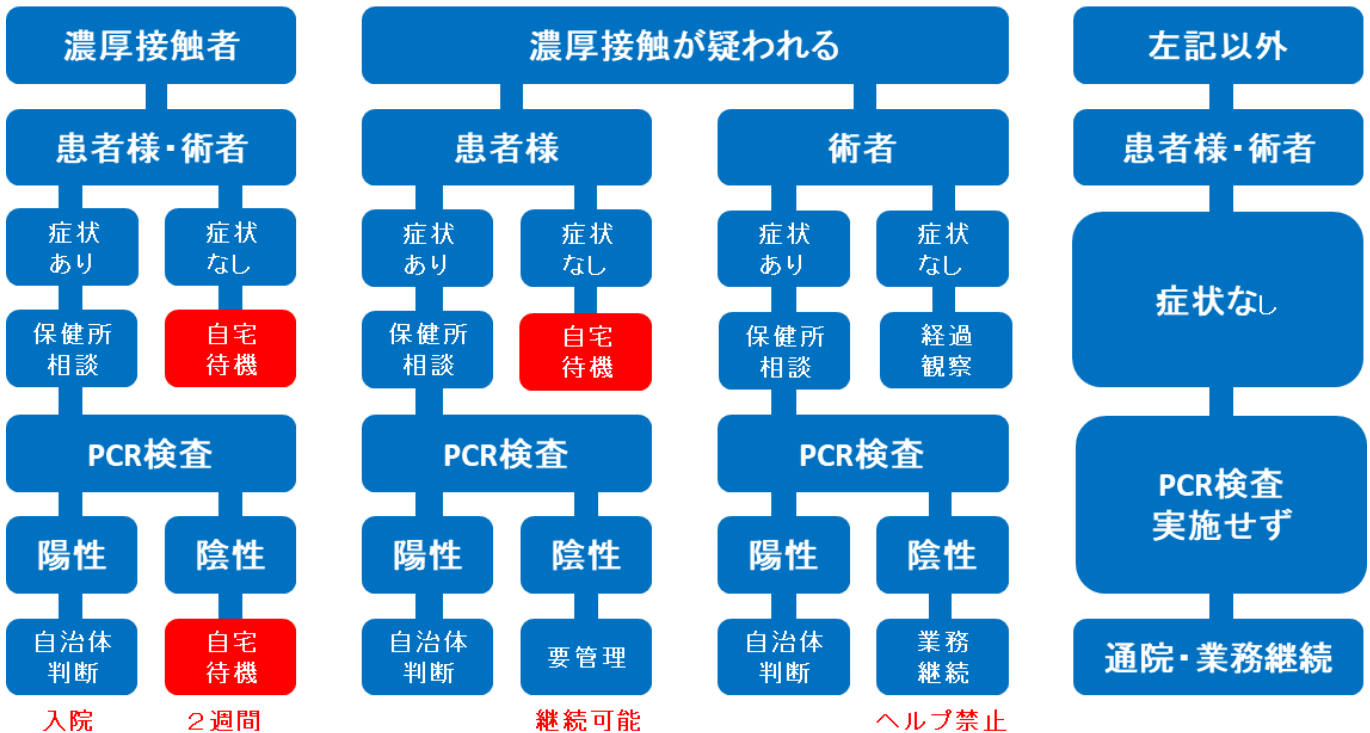 濃厚接触者
濃厚接触が疑われる
左記以外
患者様・術者
患者様
術者
患者様・術者
症状
あり
症状
なし
症状
あり
症状
なし
症状
あり
症状
なし
症状なし
保健所
相談
自宅
待機
保健所
相談
自宅
待機
保健所
相談
経過
観察
PCR検査
PCR検査
PCR検査
PCR検査
実施せず
陽性
陰性
陽性
陰性
陽性
陰性
自治体
判断
自宅
待機
自治体
判断
要管理
自治体
判断
業務
継続
通院・業務継続
入院
２週間
継続可能
ヘルプ禁止